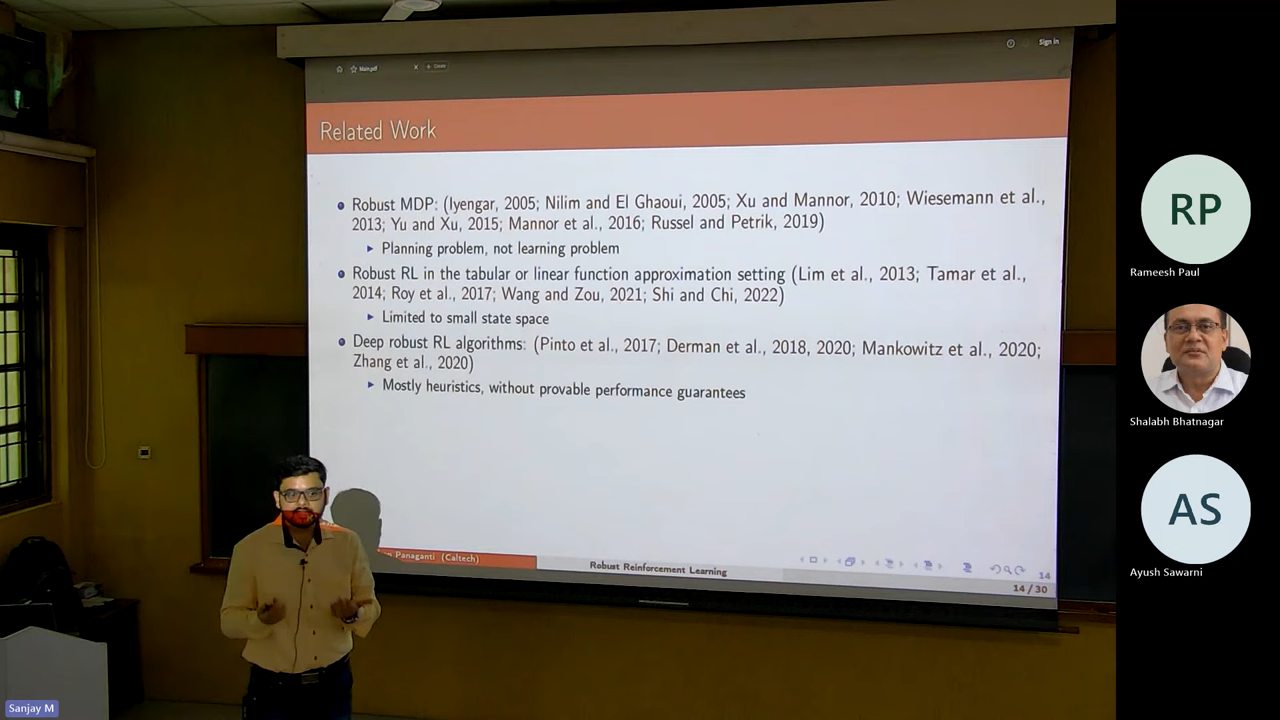 Sign In
Main.pdf
+ Create
Related Work
Robust MDP: (Iyengar, 2005; Nilim and El Ghaoui, 2005; Xu and Mannor, 2010; Wiesemann et al.,
2013; Yu and Xu, 2015; Mannor et al., 2016; Russel and Petrik, 2019)
Planning problem, not learning problem
Robust RL in the tabular or linear function approximation setting (Lim et al., 2013; Tamar et al.,
2014; Roy et al., 2017; Wang and Zou, 2021; Shi and Chi, 2022)
Limited to small state space
Deep robust RL algorithms: (Pinto et al., 2017; Derman et al., 2018, 2020; Mankowitz et al., 2020;
Zhang et al., 2020)
Mostly heuristics, without provable performance guarantees
Panaganti (Caltech)
Robust Reinforcement Learning
14
14 / 30
RP
Rameesh Paul
Shalabh Bhatnagar
AS
Ayush Sawarni
Sanjay M